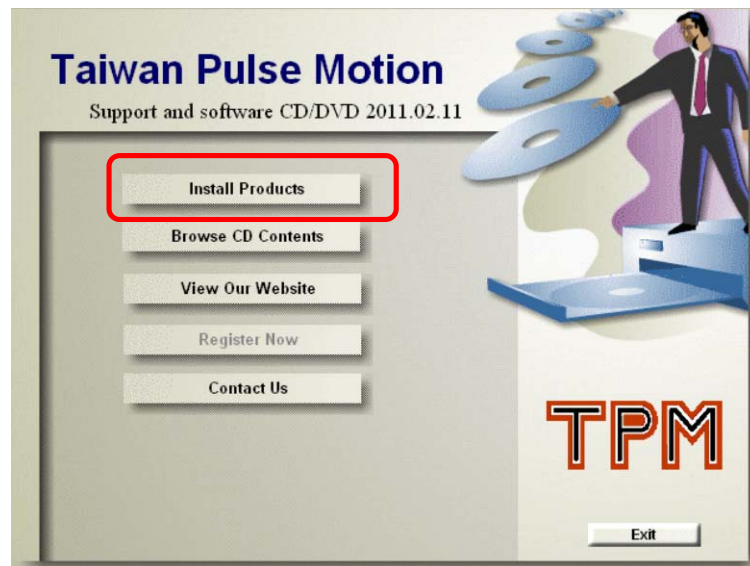 Taiwan Pulse Motion
Support and software CD/DVD 2011.02.11
Install Products
Browse CD Contents
View Our Website
Register Now
Contact Us
TPM
Exit